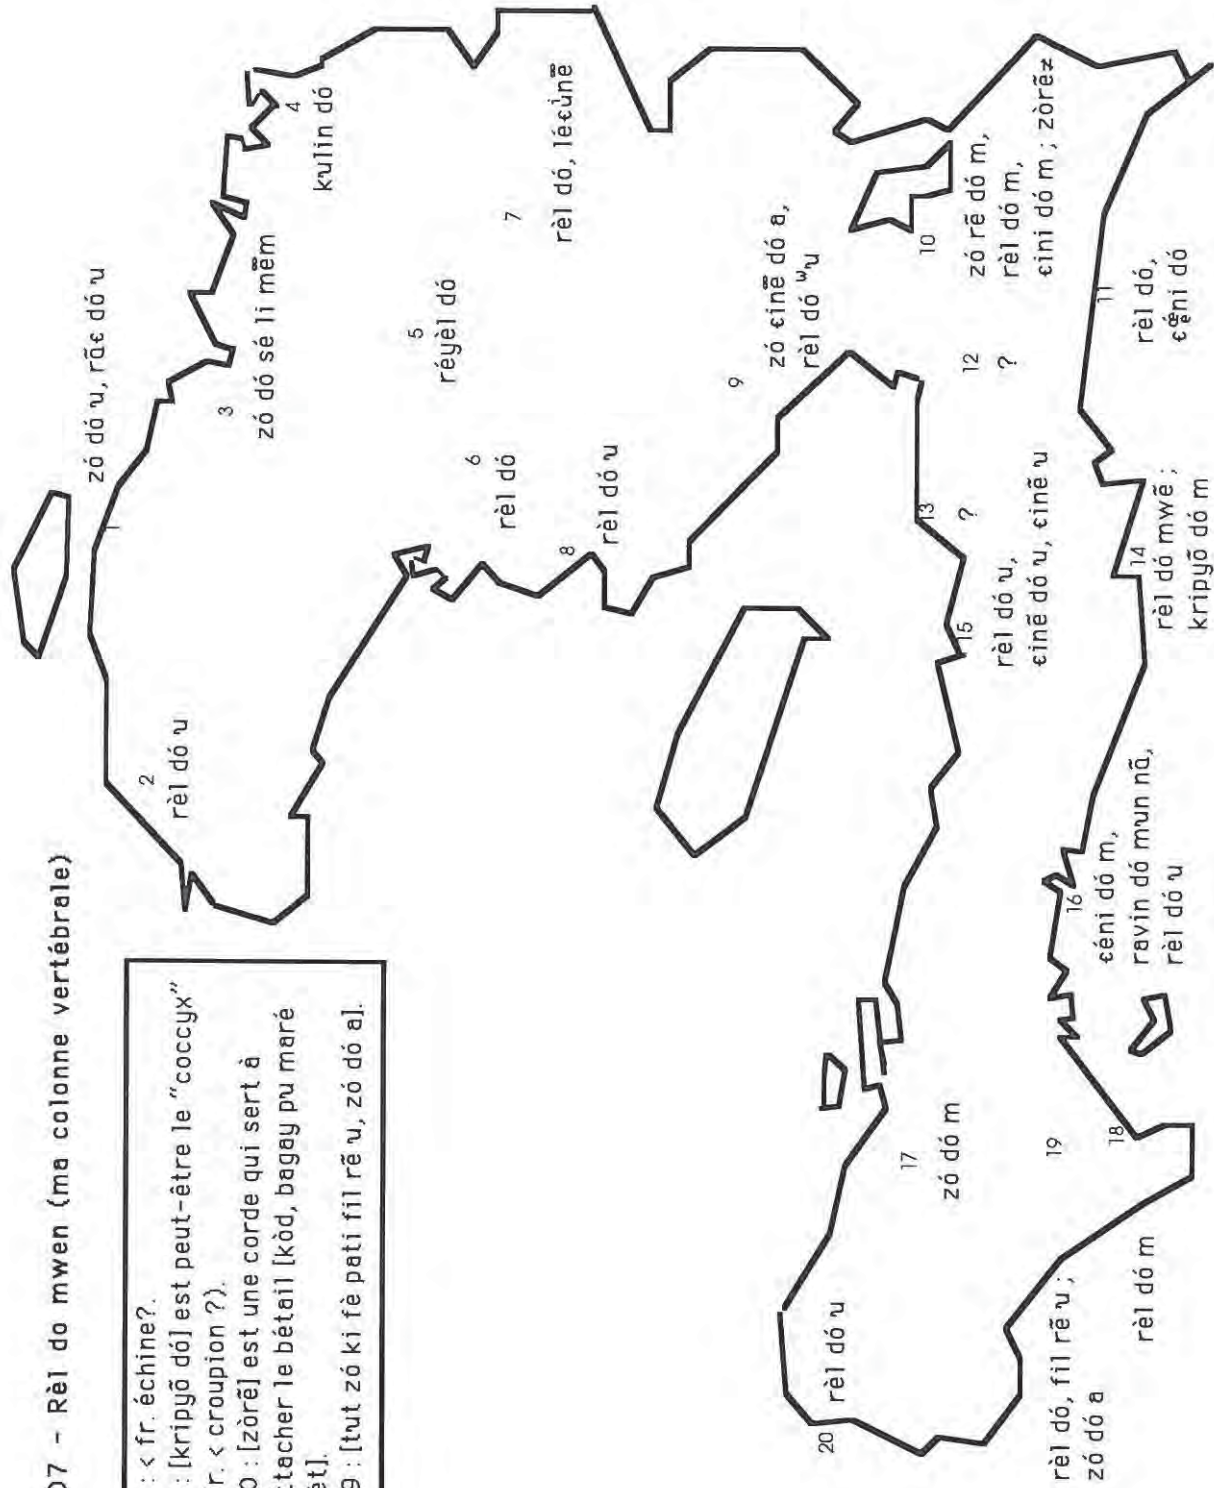 07 - Rèl do mwen (ma colonne vertébrale)
: < fr. échine?.
: [kripyõ dó] est peut-être le "coccyx"
r. < croupion ?).
0 : [zòrẽ] est une corde qui sert à
ttacher le bétail [kòd, bagay pu maré
èt].
9 : [tut zó ki fè pati fil rẽ u, zó dó a].
1
zó dó u, rãɛ dó u
2
rèl dó u
3
zó dó sé li mẽm
4
kulin dó
5
réyèl dó
6
rèl dó
7
rèl dó, léɛùnẽ
8
rèl dó u
9
zó ɛinẽ dó a,
rèl dó ʷu
10
zó rẽ dó m,
rèl dó m,
ɛini dó m ; zòrẽz
11
rèl dó,
12
?
13
?
14
rèl dó mwẽ ;
kripyõ dó m
15
rèl dó u,
ɛinẽ dó u, ɛinẽ u
16
ɛéni dó m,
ravin dó mun nã,
rèl dó u
17
zó dó m
18
rèl dó m
19
rèl dó, fil rẽ u ;
zó dó a
20
rèl dó u